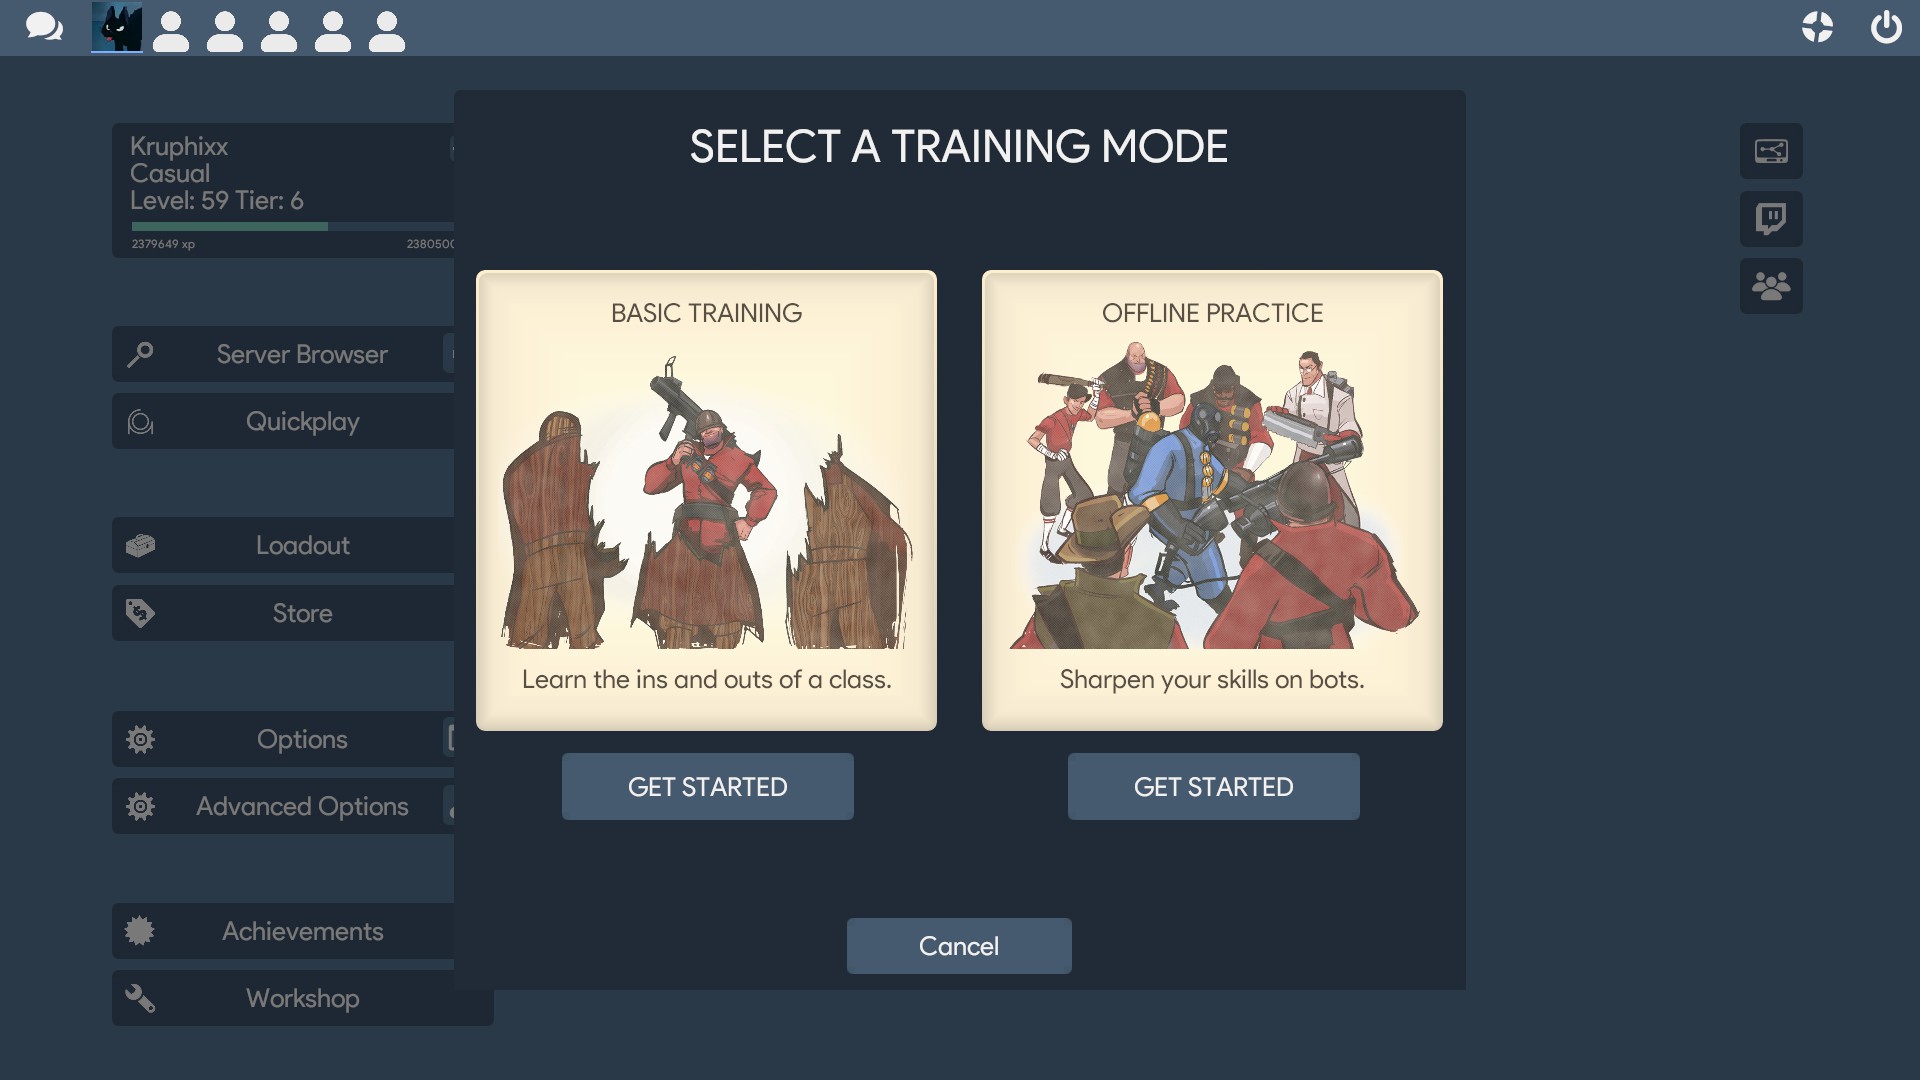 Kruphixx
Casual
Level: 59 Tier: 6
2379649 xp
2380500
Server Browser
Quickplay
Loadout
Store
Options
Advanced Options
Achievements
Workshop
SELECT A TRAINING MODE
BASIC TRAINING
Learn the ins and outs of a class.
GET STARTED
OFFLINE PRACTICE
Sharpen your skills on bots.
GET STARTED
Cancel